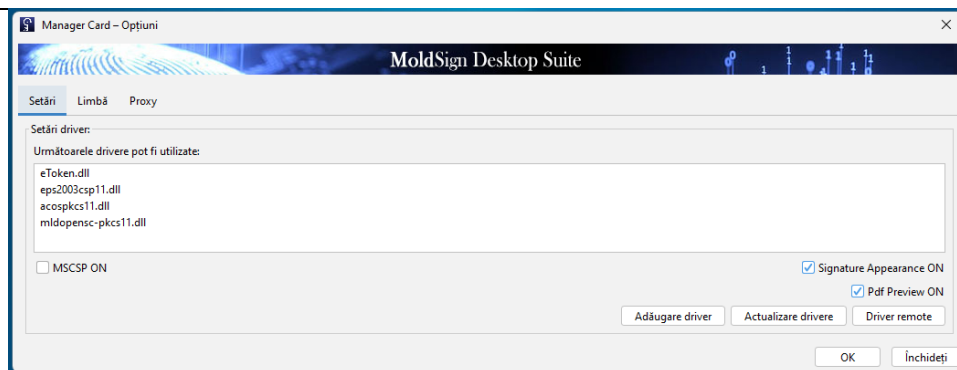 Manager Card – Opțiuni
MoldSign Desktop Suite
Setări Limbă Proxy
Setări driver:
Următoarele drivere pot fi utilizate:
eToken.dll
eps2003csp11.dll
acospkcs11.dll
mldopensc-pkcs11.dll
MSCSP ON
Signature Appearance ON
Pdf Preview ON
Adăugare driver Actualizare drivere Driver remote
OK Închideți